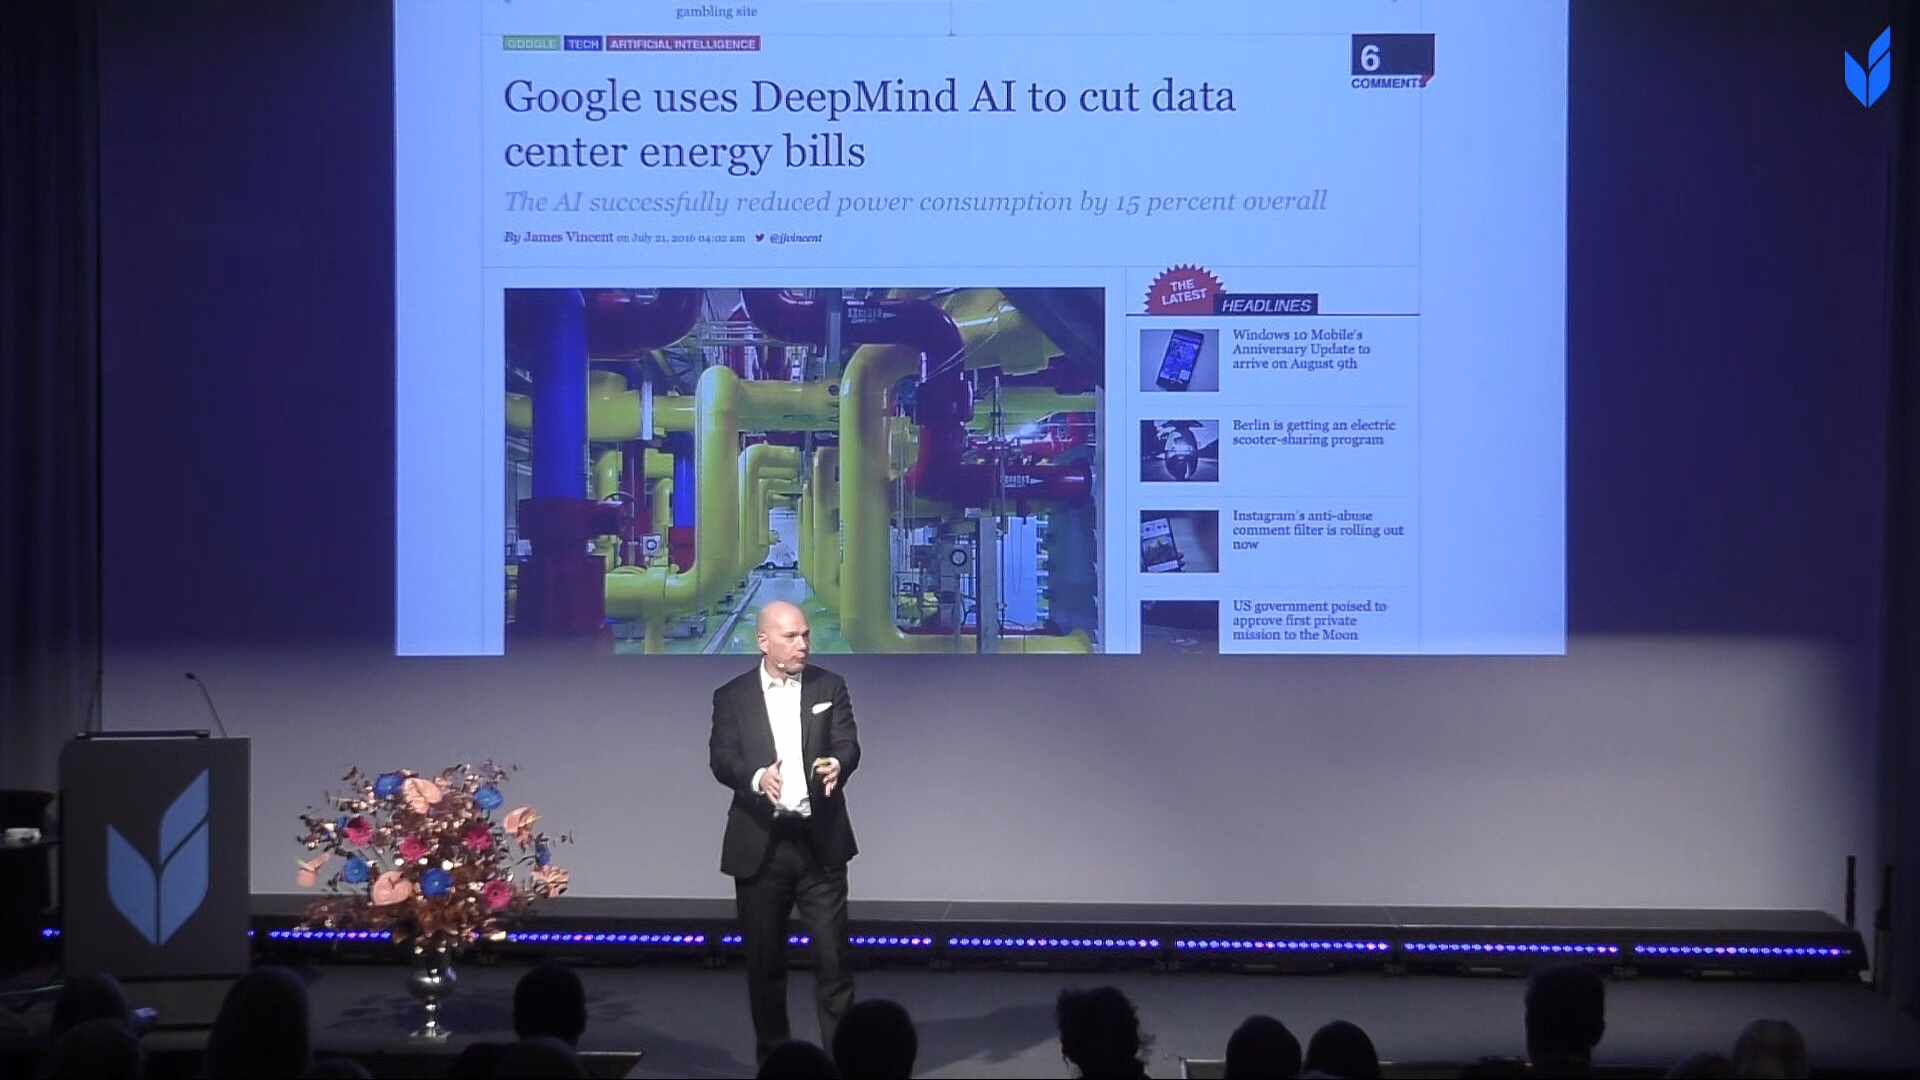 gambling site
GOOGLE TECH ARTIFICIAL INTELLIGENCE
6
COMMENTS
Google uses DeepMind AI to cut data
center energy bills
The AI successfully reduced power consumption by 15 percent overall
By James Vincent on July 21, 2016 04:02 am @jjvincent
THE
LATEST
HEADLINES
Windows 10 Mobile's
Anniversary Update to
arrive on August 9th
Berlin is getting an electric
scooter-sharing program
Instagram's anti-abuse
comment filter is rolling out
now
US government poised to
approve first private
mission to the Moon